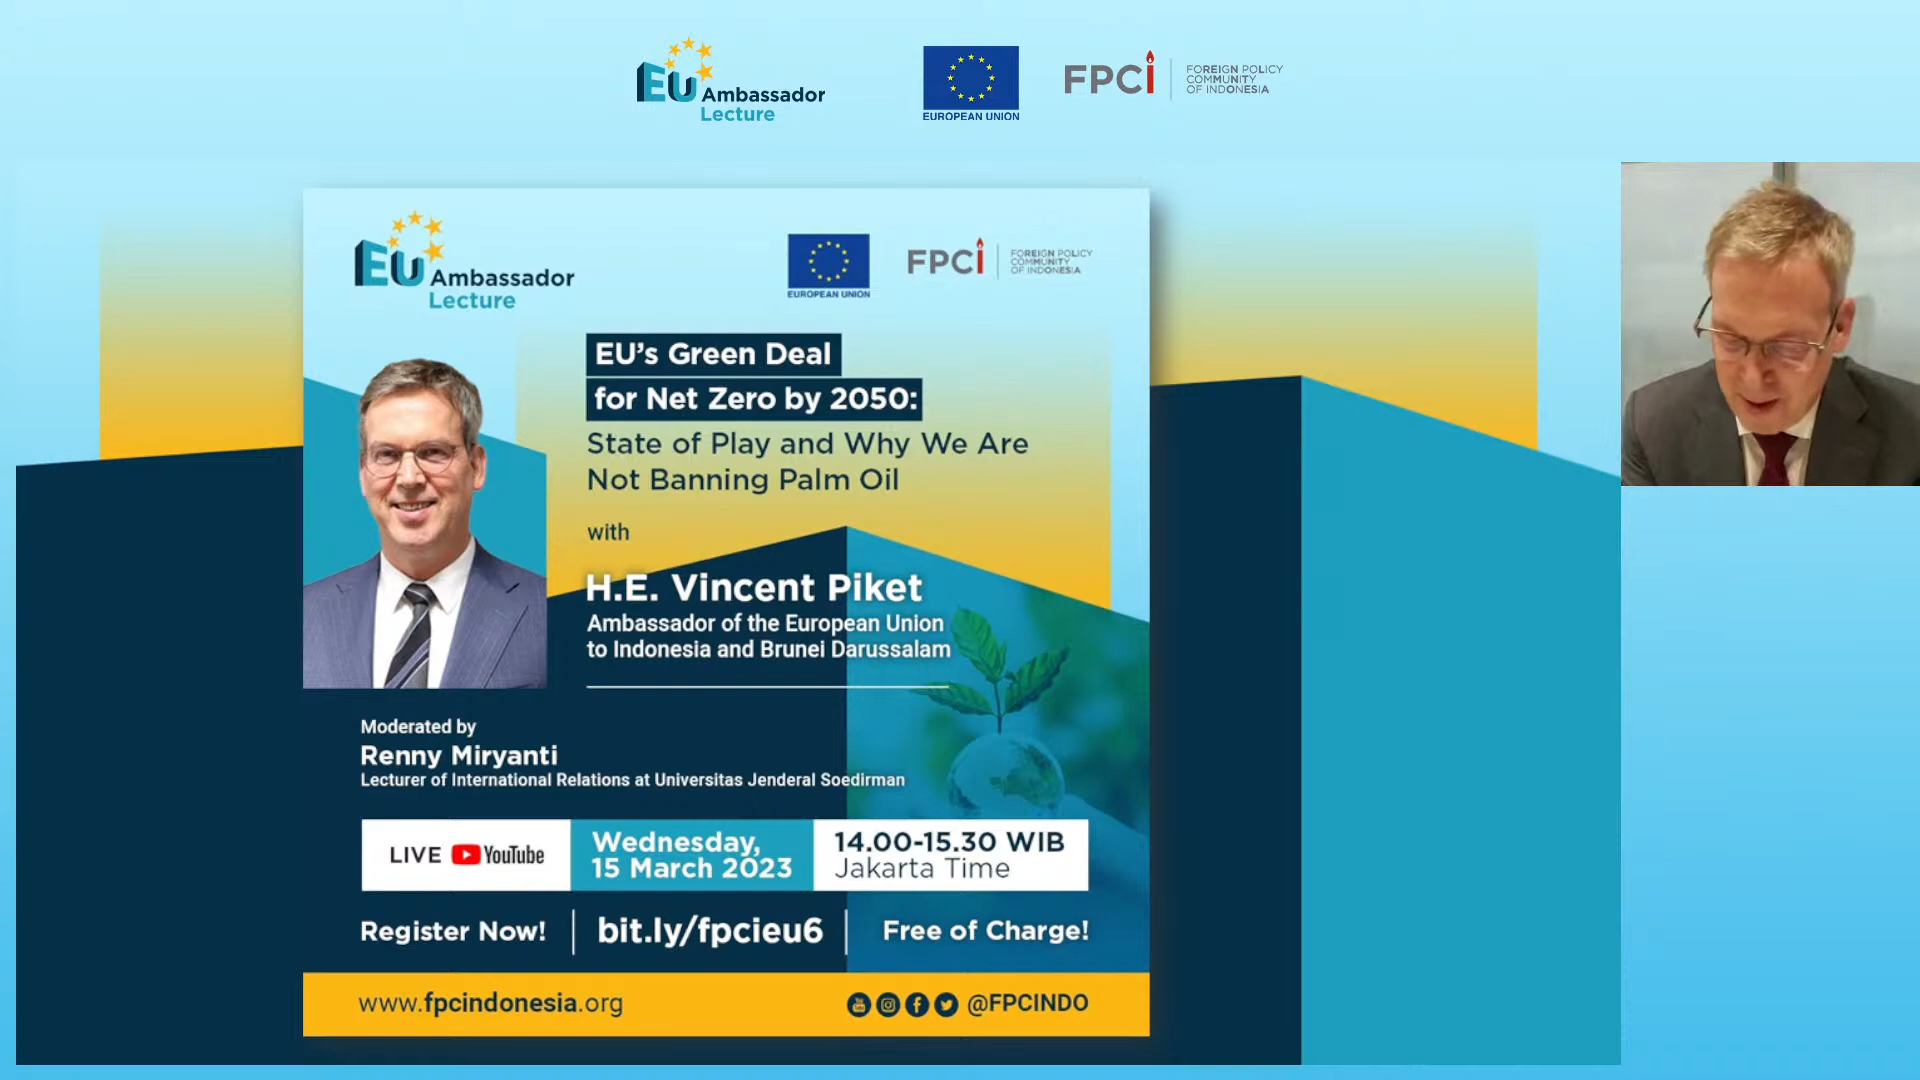 EU Ambassador
Lecture
EUROPEAN UNION
FPCI
FOREIGN POLICY
COMMUNITY
OF INDONESIA
EU Ambassador
Lecture
EUROPEAN UNION
FPCI
FOREIGN POLICY
COMMUNITY
OF INDONESIA
EU's Green Deal
for Net Zero by 2050:
State of Play and Why We Are
Not Banning Palm Oil
with
H.E. Vincent Piket
Ambassador of the European Union
to Indonesia and Brunei Darussalam
Moderated by
Renny Miryanti
Lecturer of International Relations at Universitas Jenderal Soedirman
LIVE YouTube
Wednesday,
15 March 2023
14.00-15.30 WIB
Jakarta Time
Register Now! | bit.ly/fpcieu6 | Free of Charge!
www.fpcindonesia.org
@FPCINDO